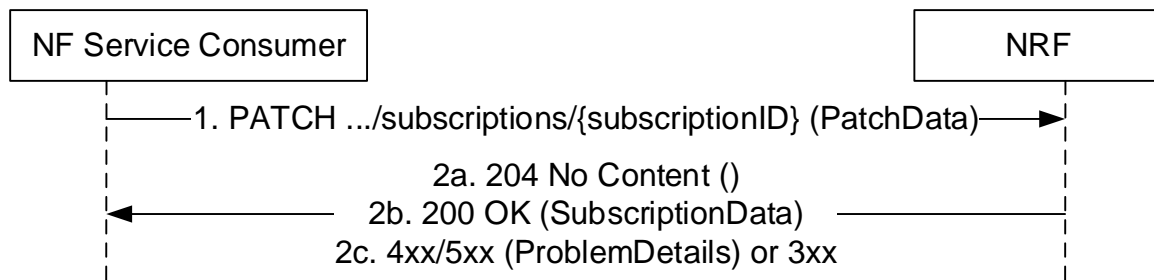 NF Service Consumer
NRF
1. PATCH .../subscriptions/{subscriptionID} (PatchData)
2a. 204 No Content ()
2b. 200 OK (SubscriptionData)
2c. 4xx/5xx (ProblemDetails) or 3xx